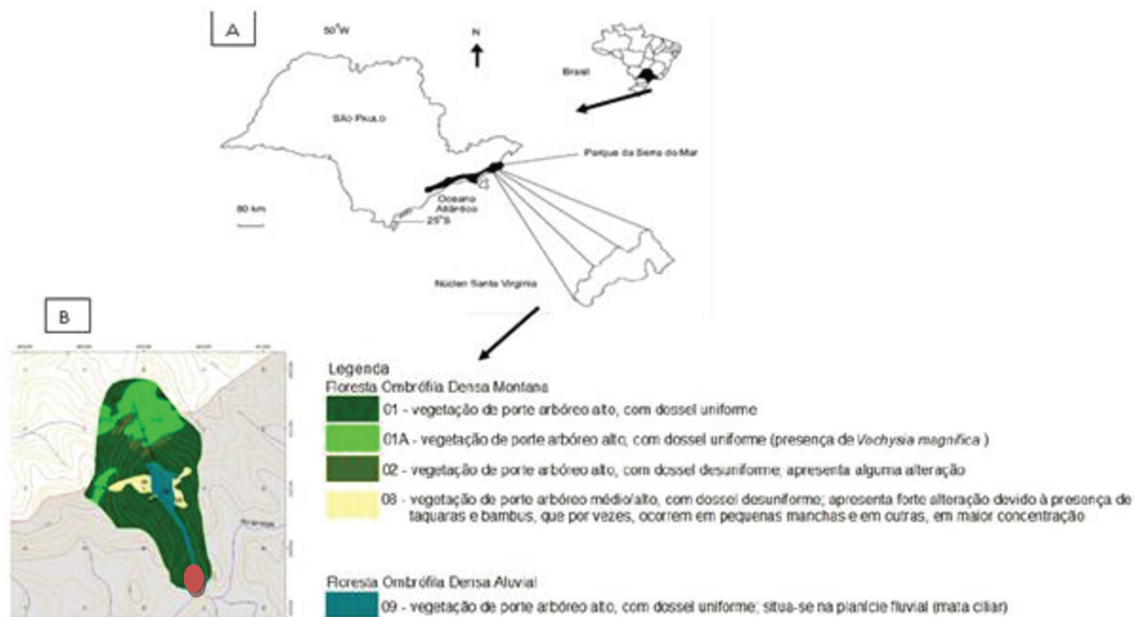 A
50°W
N
Brasil
SÃO PAULO
Parque da Serra do Mar
Oceano
Atlântico
80 km
25°S
Núcleo Santa Virgínia
B
Legenda
Floresta Ombrófila Densa Montana
01 - vegetação de porte arbóreo alto, com dossel uniforme
01A - vegetação de porte arbóreo alto, com dossel uniforme (presença de Vochysia magnifica )
02 - vegetação de porte arbóreo alto, com dossel desuniforme; apresenta alguma alteração
08 - vegetação de porte arbóreo médio/alto, com dossel desuniforme; apresenta forte alteração devido à presença de
taquaras e bambus, que por vezes, ocorrem em pequenas manchas e em outras, em maior concentração
Floresta Ombrófila Densa Aluvial
09 - vegetação de porte arbóreo alto, com dossel uniforme; situa-se na planície fluvial (mata ciliar)